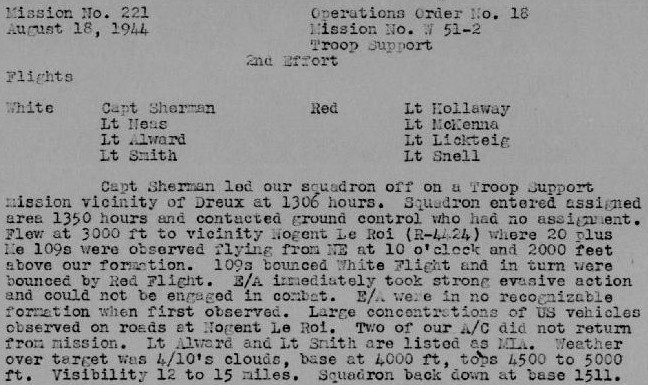 Mission No. 221 Operations Order No. 18
August 18, 1944 Mission No. W 51-2
Troop Support
2nd Effort
Flights
White Capt Sherman Red Lt Hollaway
Lt Neas Lt McKenna
Lt Alward Lt Lickteig
Lt Smith Lt Snell
Capt Sherman led our squadron off on a Troop Support
mission vicinity of Dreux at 1306 hours. Squadron entered assigned
area 1350 hours and contacted ground control who had no assignment.
Flew at 3000 ft to vicinity Nogent Le Roi (R-4424) where 20 plus
Me 109s were observed flying from NE at 10 o'clock and 2000 feet
above our formation. 109s bounced White Flight and in turn were
bounced by Red Flight. E/A immediately took strong evasive action
and could not be engaged in combat. E/A were in no recognizable
formation when first observed. Large concentrations of US vehicles
observed on roads at Nogent Le Roi. Two of our A/C did not return
from mission. Lt Alward and Lt Smith are listed as MIA. Weather
over target was 4/10's clouds, base at 4000 ft, tops 4500 to 5000
ft. Visibility 12 to 15 miles. Squadron back down at base 1511.